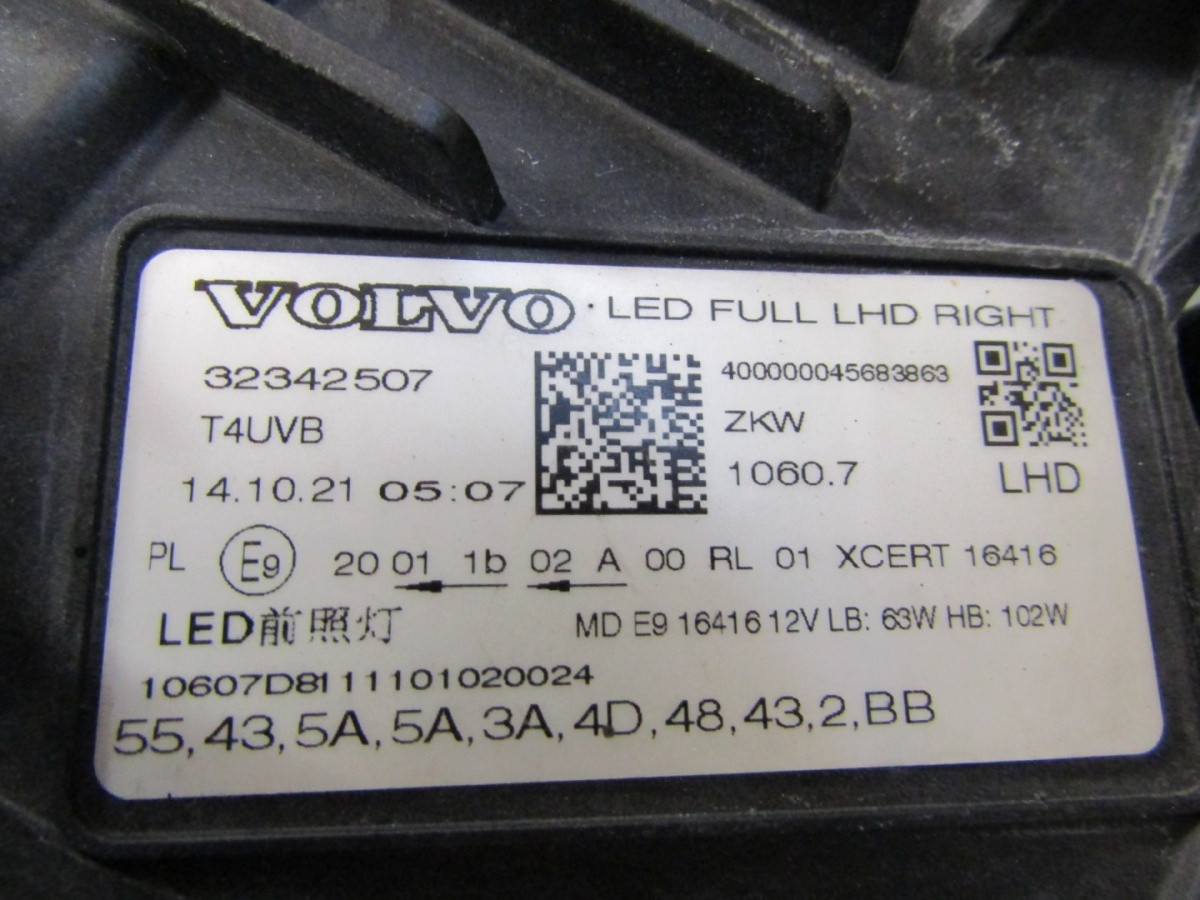 VOLVO · LED FULL LHD RIGHT
32342507
400000045683863
T4UVB
ZKW
14.10.21 05:07
1060.7
LHD
PL E9 20 01 1b 02 A 00 RL 01 XCERT 16416
LED前照灯 MD E9 16416 12V LB: 63W HB: 102W
10607D8111101020024
55,43,5A,5A,3A,4D,48,43,2,BB